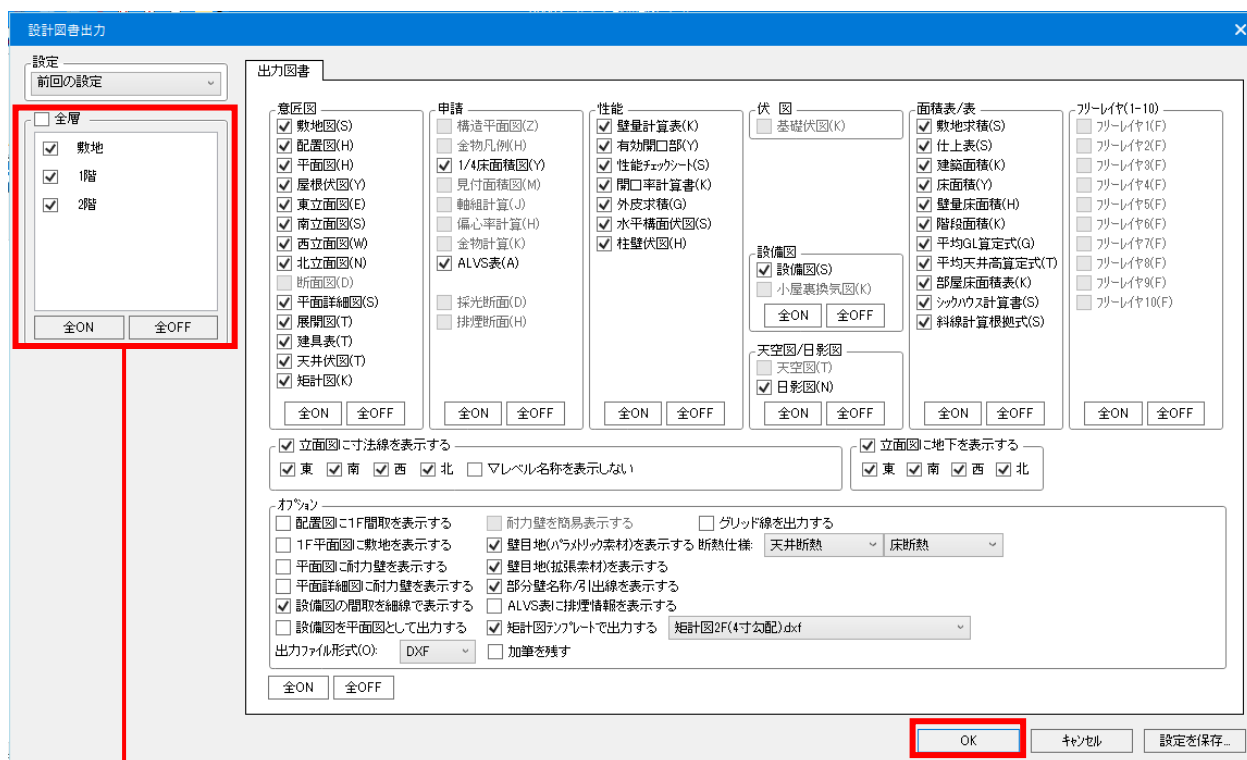 設計図書出力
設定
前回の設定
全層
敷地
1階
2階
全ON 全OFF
出力図書
意匠図
敷地図(S)
配置図(H)
平面図(H)
屋根伏図(Y)
東立面図(E)
南立面図(S)
西立面図(W)
北立面図(N)
断面図(D)
平面詳細図(S)
展開図(T)
建具表(T)
天井伏図(T)
矩計図(K)
全ON 全OFF
申請
構造平面図(Z)
金物凡例(H)
1/4床面積図(Y)
見付面積図(M)
軸組計算(J)
偏心率計算(H)
金物計算(K)
ALVS表(A)
採光断面(D)
排煙断面(H)
全ON 全OFF
性能
壁量計算表(K)
有効開口部(Y)
性能チェックシート(S)
開口率計算書(K)
外皮求積(G)
水平構面伏図(S)
柱壁伏図(H)
全ON 全OFF
伏 図
基礎伏図(K)
設備図
設備図(S)
小屋裏換気図(K)
全ON 全OFF
天空図/日影図
天空図(T)
日影図(N)
全ON 全OFF
面積表/表
敷地求積(S)
仕上表(S)
建築面積(K)
床面積(Y)
壁量床面積(H)
階段面積(K)
平均GL算定式(G)
平均天井高算定式(T)
部屋床面積表(K)
シックハウス計算書(S)
斜線計算根拠式(S)
全ON 全OFF
フリーレイヤ(1-10)
フリーレイヤ1(F)
フリーレイヤ2(F)
フリーレイヤ3(F)
フリーレイヤ4(F)
フリーレイヤ5(F)
フリーレイヤ6(F)
フリーレイヤ7(F)
フリーレイヤ8(F)
フリーレイヤ9(F)
フリーレイヤ10(F)
全ON 全OFF
立面図に寸法線を表示する
東 南 西 北 ▽レベル名称を表示しない
立面図に地下を表示する
東 南 西 北
オプション
配置図に1F間取を表示する 耐力壁を簡易表示する グリッド線を出力する
1F平面図に敷地を表示する 壁目地(パラメトリック素材)を表示する 断熱仕様: 天井断熱 床断熱
平面図に耐力壁を表示する 壁目地(拡張素材)を表示する
平面詳細図に耐力壁を表示する 部分壁名称/引出線を表示する
設備図の間取を細線で表示する ALVS表に排煙情報を表示する
設備図を平面図として出力する 矩計図テンプレートで出力する 矩計図2F(4寸勾配).dxf
出力ファイル形式(O): DXF 加筆を残す
全ON 全OFF
OK キャンセル 設定を保存...